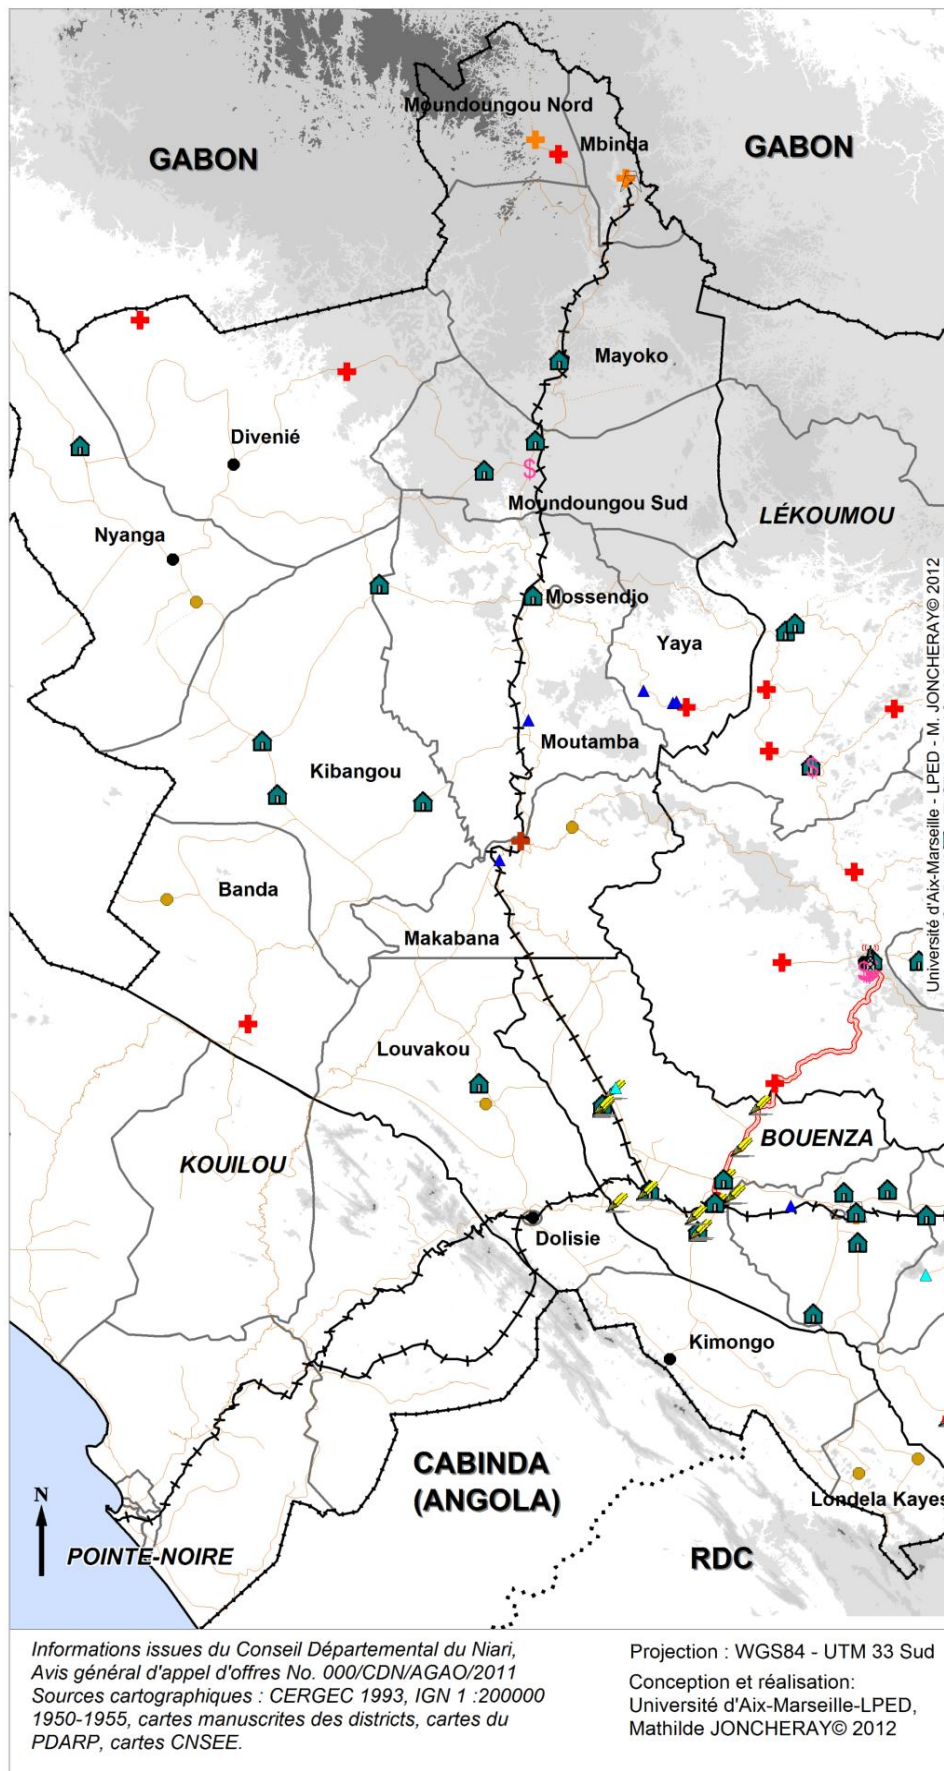 Moundoungou Nord
GABON
Mbinda
GABON
Mayoko
Divenié
Moundoungou Sud
LÉKOUMOU
Nyanga
Mossendjo
Yaya
Moutamba
Kibangou
Banda
Makabana
Louvakou
BOUENZA
KOUILOU
Dolisie
Kimongo
CABINDA
(ANGOLA)
Londela Kayes
N
POINTE-NOIRE
RDC
Université d'Aix-Marseille - LPED - M. JONCHERAY© 2012
Informations issues du Conseil Départemental du Niari,
Avis général d'appel d'offres No. 000/CDN/AGAO/2011
Sources cartographiques : CERGEC 1993, IGN 1 :200000
1950-1955, cartes manuscrites des districts, cartes du
PDARP, cartes CNSEE.
Projection : WGS84 - UTM 33 Sud
Conception et réalisation:
Université d'Aix-Marseille-LPED,
Mathilde JONCHERAY© 2012